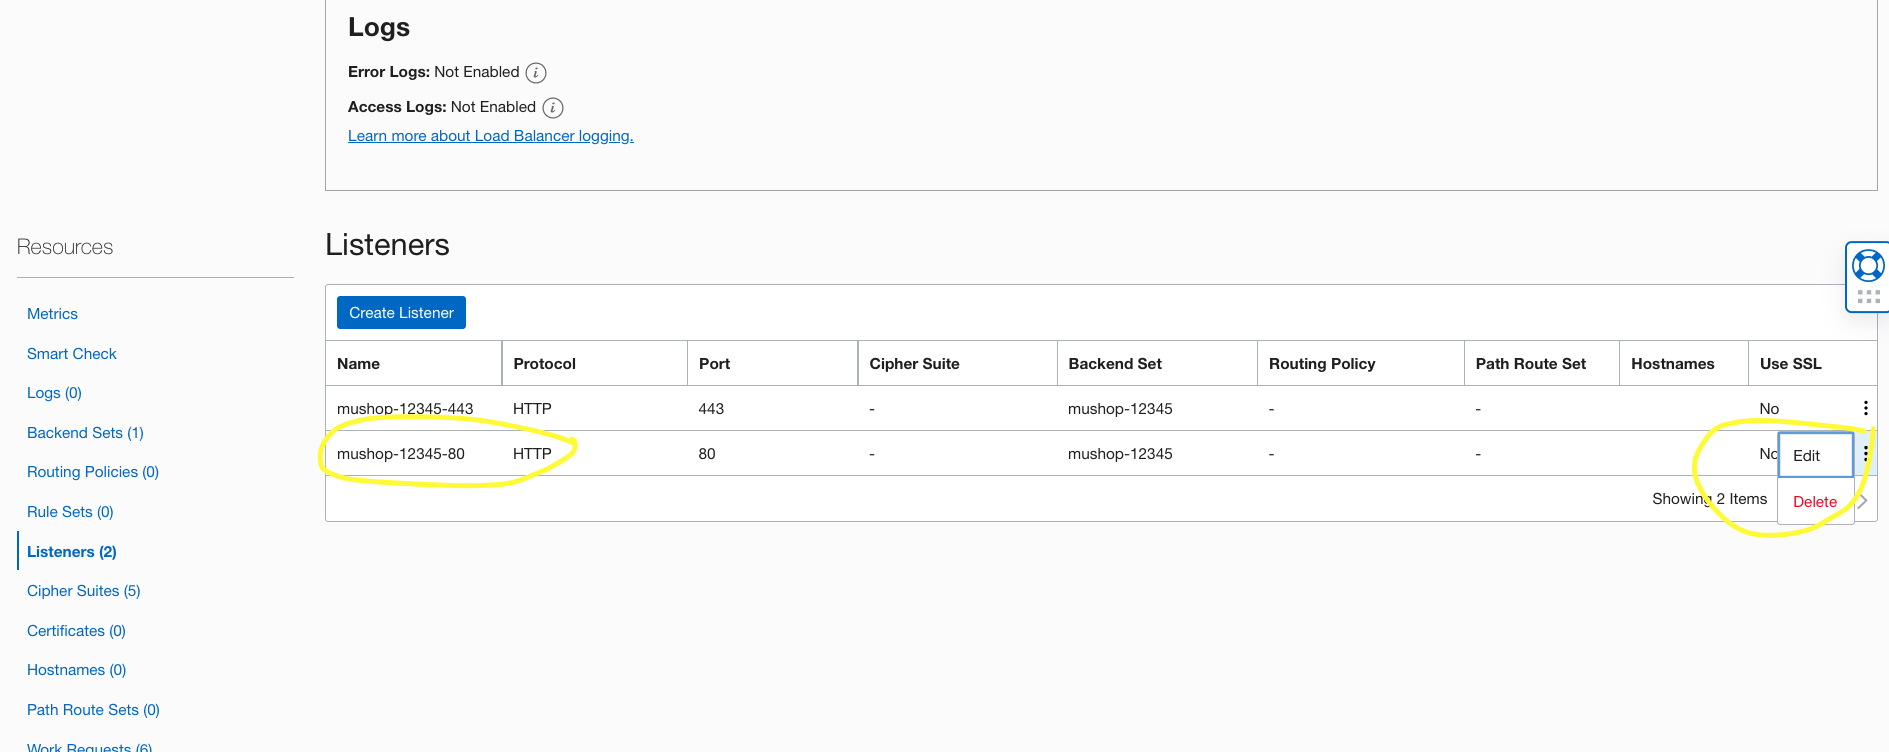 Logs
Error Logs: Not Enabled i
Access Logs: Not Enabled i
Learn more about Load Balancer logging.
Resources
Metrics
Smart Check
Logs (0)
Backend Sets (1)
Routing Policies (0)
Rule Sets (0)
Listeners (2)
Cipher Suites (5)
Certificates (0)
Hostnames (0)
Path Route Sets (0)
Work Requests (6)
Listeners
Create Listener
Name Protocol Port Cipher Suite Backend Set Routing Policy Path Route Set Hostnames Use SSL
mushop-12345-443 HTTP 443 - mushop-12345 - - No
mushop-12345-80 HTTP 80 - mushop-12345 - - No
Edit
Showing 2 Items
Delete